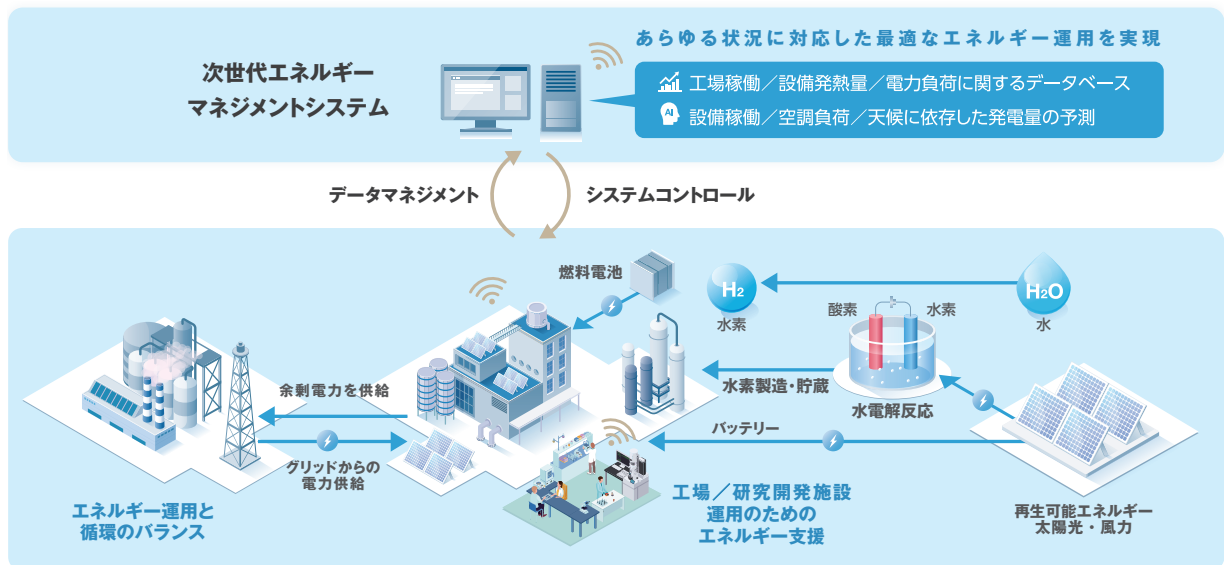 次世代エネルギー
マネジメントシステム
あらゆる状況に対応した最適なエネルギー運用を実現
工場稼働／設備発熱量／電力負荷に関するデータベース
AI
設備稼働／空調負荷／天候に依存した発電量の予測
データマネジメント
システムコントロール
燃料電池
H2
水素
H2O
水
酸素
水素
水素製造・貯蔵
水電解反応
余剰電力を供給
グリッドからの
電力供給
バッテリー
エネルギー運用と
循環のバランス
工場／研究開発施設
運用のための
エネルギー支援
再生可能エネルギー
太陽光・風力